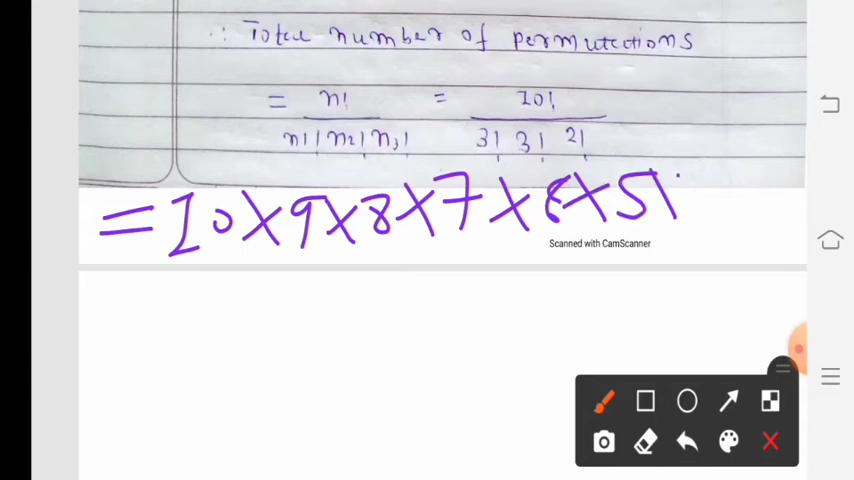 ∴ Total number of permutections
= n! / n1! n2! n3! = 10! / 3! 3! 2!
= 10 × 9 × 8 × 7 × 6 × 5!
Scanned with CamScanner